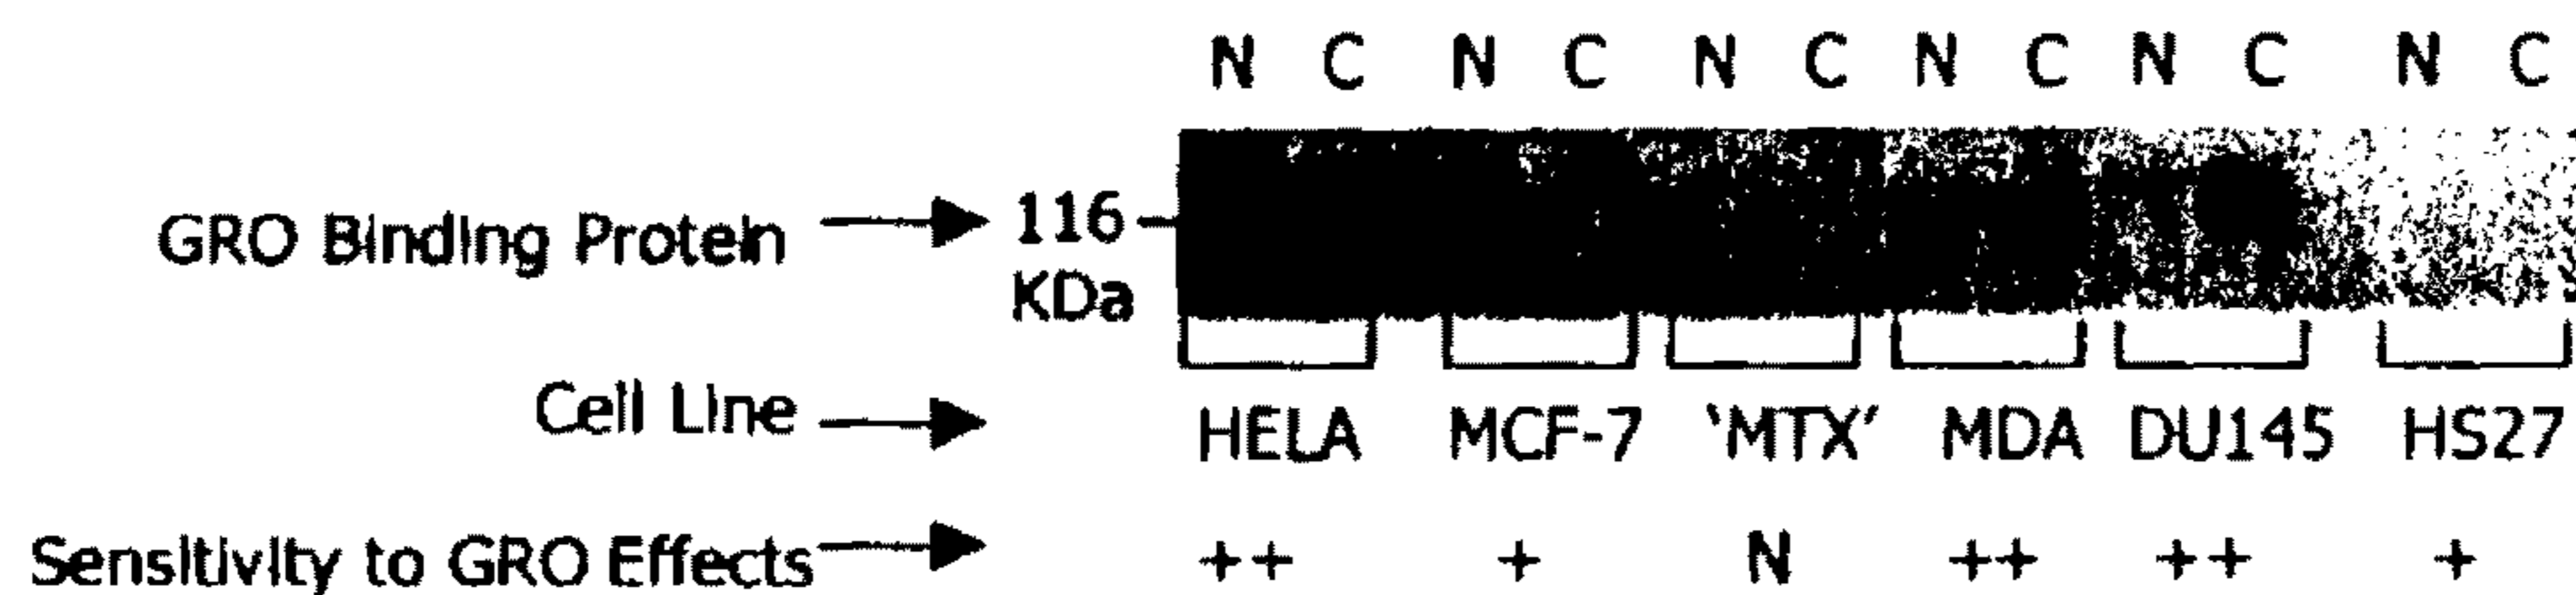 N C N C N C N C N C N C
GRO Binding Protein 116
KDa
Cell Line HELA MCF-7 'MTX' MDA DU145 HS27
Sensitivity to GRO Effects ++ + N ++ ++ +